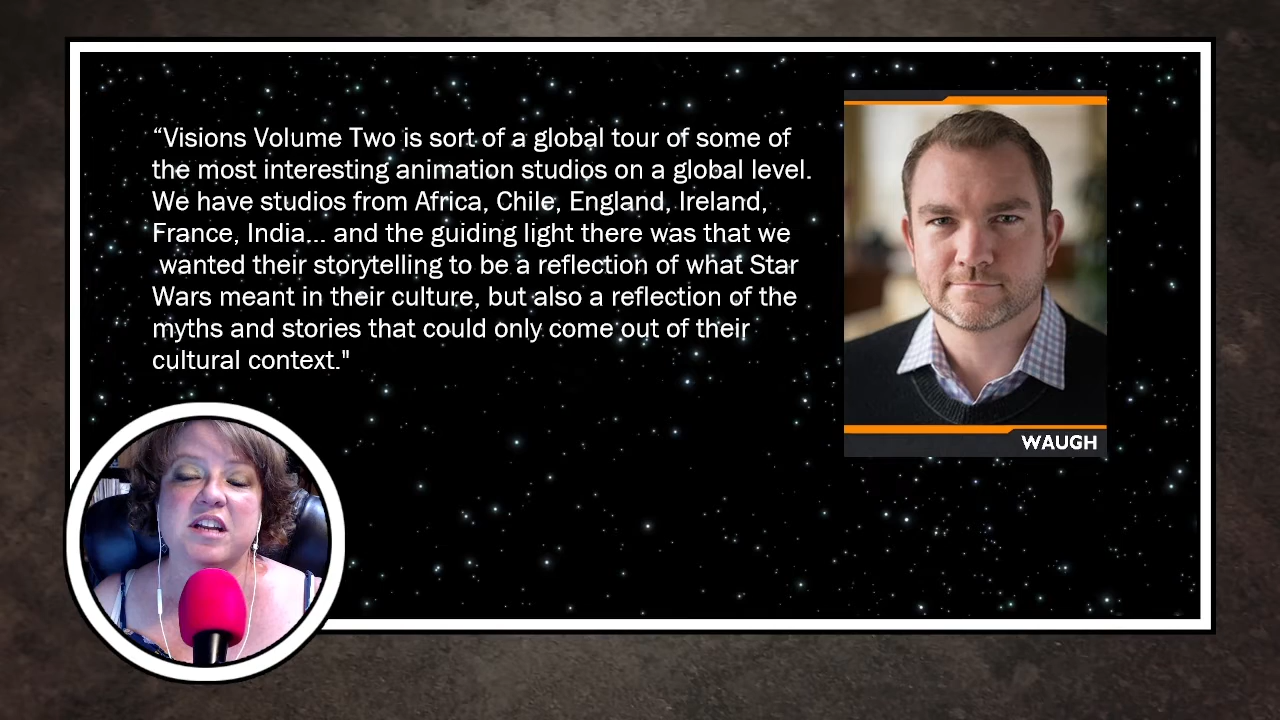 “Visions Volume Two is sort of a global tour of some of
the most interesting animation studios on a global level.
We have studios from Africa, Chile, England, Ireland,
France, India... and the guiding light there was that we
wanted their storytelling to be a reflection of what Star
Wars meant in their culture, but also a reflection of the
myths and stories that could only come out of their
cultural context."
WAUGH